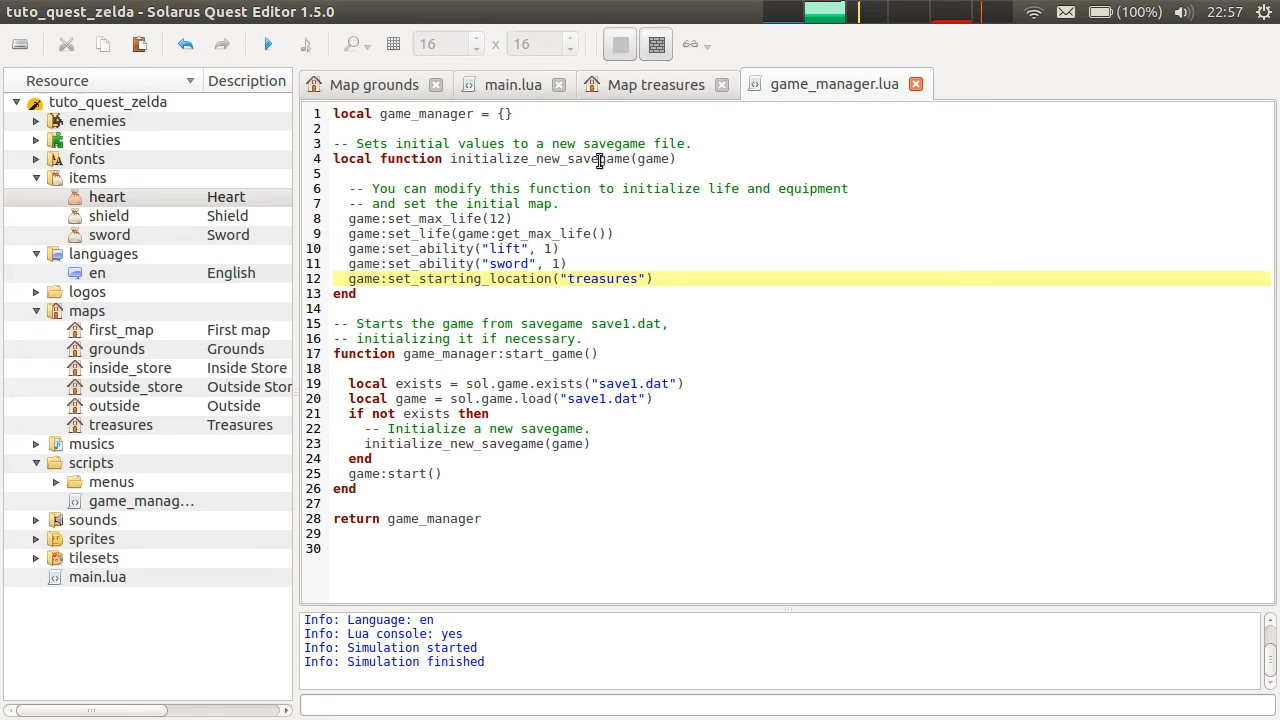 tuto_quest_zelda - Solarus Quest Editor 1.5.0
(100%)
22:57
16 x 16
Resource Description
tuto_quest_zelda
enemies
entities
fonts
items
heart Heart
shield Shield
sword Sword
languages
en English
logos
maps
first_map First map
grounds Grounds
inside_store Inside Store
outside_store Outside Stor
outside Outside
treasures Treasures
musics
scripts
menus
game_manag...
sounds
sprites
tilesets
main.lua
Map grounds main.lua Map treasures game_manager.lua
1 local game_manager = {}
2
3 -- Sets initial values to a new savegame file.
4 local function initialize_new_savegame(game)
5
6 -- You can modify this function to initialize life and equipment
7 -- and set the initial map.
8 game:set_max_life(12)
9 game:set_life(game:get_max_life())
10 game:set_ability("lift", 1)
11 game:set_ability("sword", 1)
12 game:set_starting_location("treasures")
13 end
14
15 -- Starts the game from savegame save1.dat,
16 -- initializing it if necessary.
17 function game_manager:start_game()
18
19 local exists = sol.game.exists("save1.dat")
20 local game = sol.game.load("save1.dat")
21 if not exists then
22 -- Initialize a new savegame.
23 initialize_new_savegame(game)
24 end
25 game:start()
26 end
27
28 return game_manager
29
30
Info: Language: en
Info: Lua console: yes
Info: Simulation started
Info: Simulation finished